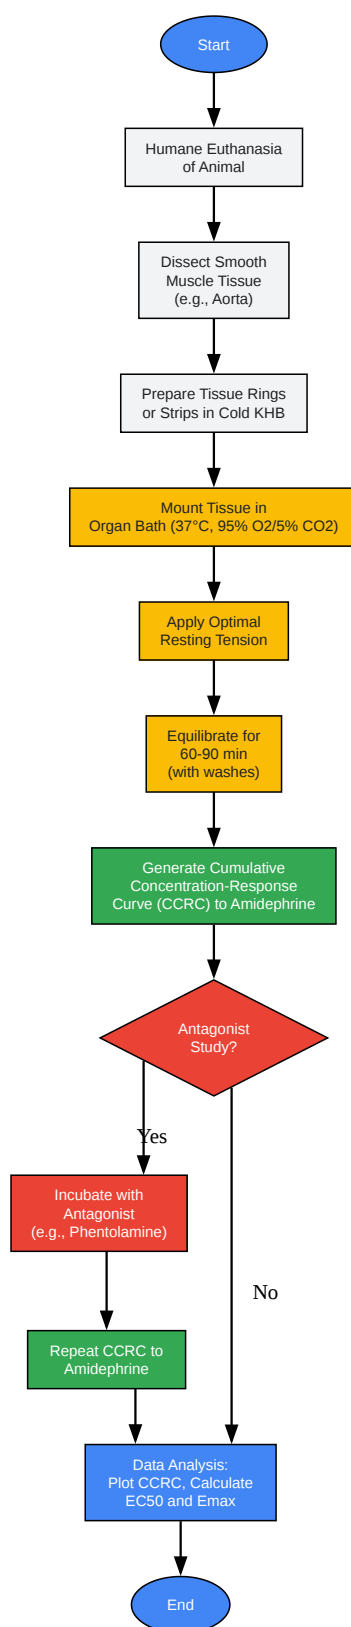 Start
Humane Euthanasia
of Animal
Dissect Smooth
Muscle Tissue
(e.g., Aorta)
Prepare Tissue Rings
or Strips in Cold KHB
Mount Tissue in
Organ Bath (37°C, 95% O2/5% CO2)
Apply Optimal
Resting Tension
Equilibrate for
60-90 min
(with washes)
Generate Cumulative
Concentration-Response
Curve (CCRC) to Amidephrine
Antagonist
Study?
Yes
Incubate with
Antagonist
(e.g., Phentolamine)
No
Repeat CCRC to
Amidephrine
Data Analysis:
Plot CCRC, Calculate
EC50 and Emax
End